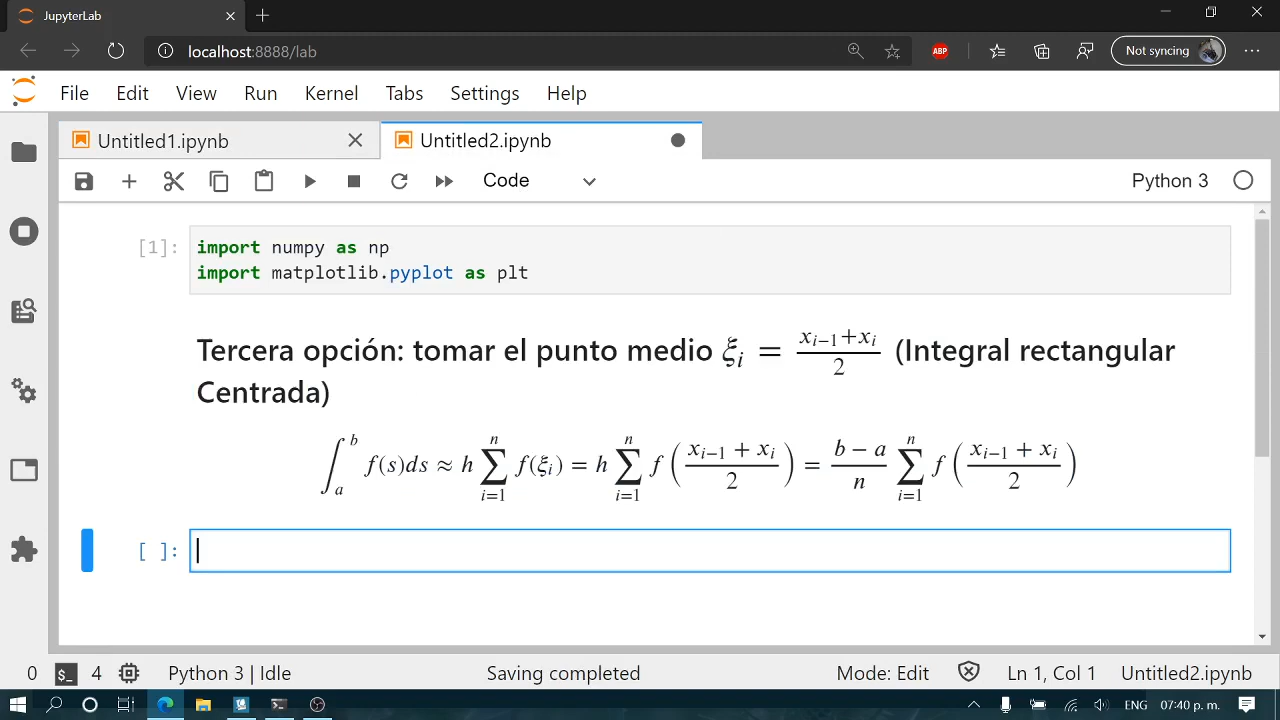 JupyterLab
localhost:8888/lab
ABP
Not syncing
File Edit View Run Kernel Tabs Settings Help
Untitled1.ipynb
Untitled2.ipynb
Code
Python 3
[1]:
import numpy as np
import matplotlib.pyplot as plt
Tercera opción: tomar el punto medio ξ_i = (x_{i−1}+x_i)/2 (Integral rectangular
Centrada)
∫_a^b f(s)ds ≈ h ∑_{i=1}^n f(ξ_i) = h ∑_{i=1}^n f((x_{i−1} + x_i)/2) = (b − a)/n ∑_{i=1}^n f((x_{i−1} + x_i)/2)
[ ]:
0 $_ 4 Python 3 | Idle Saving completed Mode: Edit Ln 1, Col 1 Untitled2.ipynb
ENG 07:40 p. m.